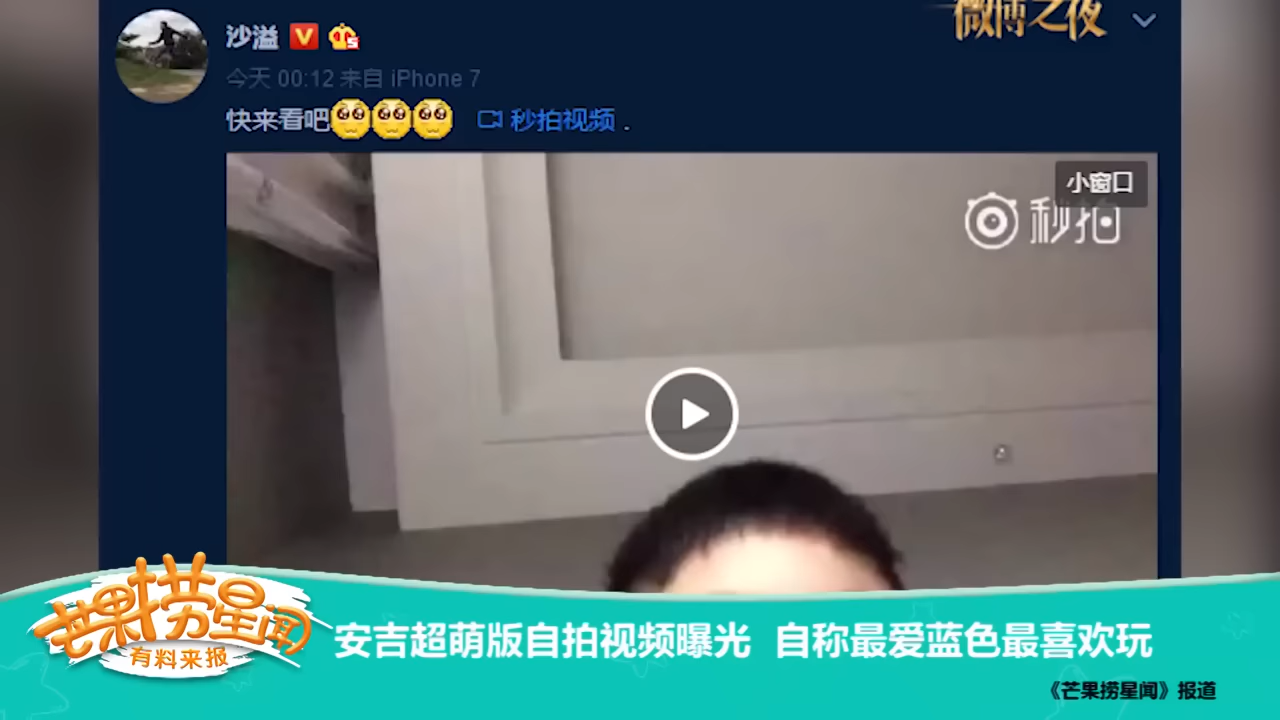 微博之夜
沙溢
今天 00:12 来自 iPhone 7
快来看吧 秒拍视频 .
小窗口
秒拍
芒果捞星闻
有料来报
安吉超萌版自拍视频曝光 自称最爱蓝色最喜欢玩
《芒果捞星闻》报道